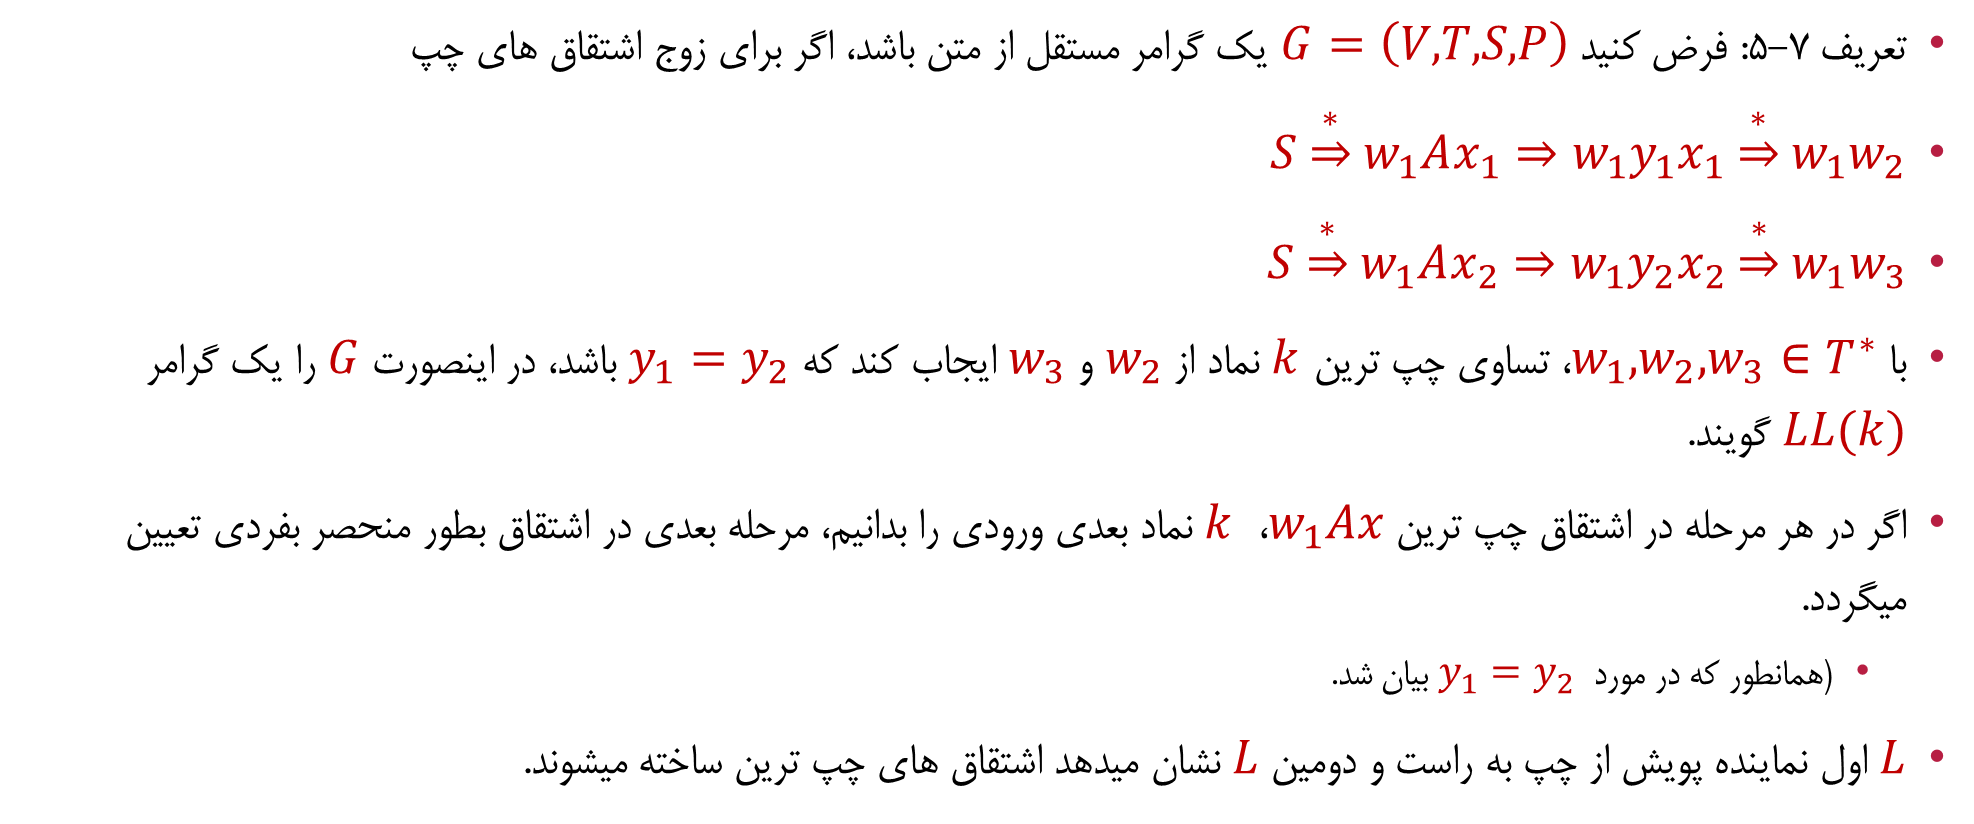 • تعریف ۷–۵: فرض کنید G = (V,T,S,P) یک گرامر مستقل از متن باشد، اگر برای زوج اشتقاق های چپ
• S ⇒* w₁Ax₁ ⇒ w₁y₁x₁ ⇒* w₁w₂
• S ⇒* w₁Ax₂ ⇒ w₁y₂x₂ ⇒* w₁w₃
• با w₁,w₂,w₃ ∈ T*، تساوی چپ ترین k نماد از w₂ و w₃ ایجاب کند که y₁ = y₂ باشد، در اینصورت G را یک گرامر
LL(k) گویند.
• اگر در هر مرحله در اشتقاق چپ ترین w₁Ax، k نماد بعدی ورودی را بدانیم، مرحله بعدی در اشتقاق بطور منحصر بفردی تعیین
میگردد.
• (همانطور که در مورد y₁ = y₂ بیان شد.
• L اول نماینده پویش از چپ به راست و دومین L نشان میدهد اشتقاق های چپ ترین ساخته میشوند.